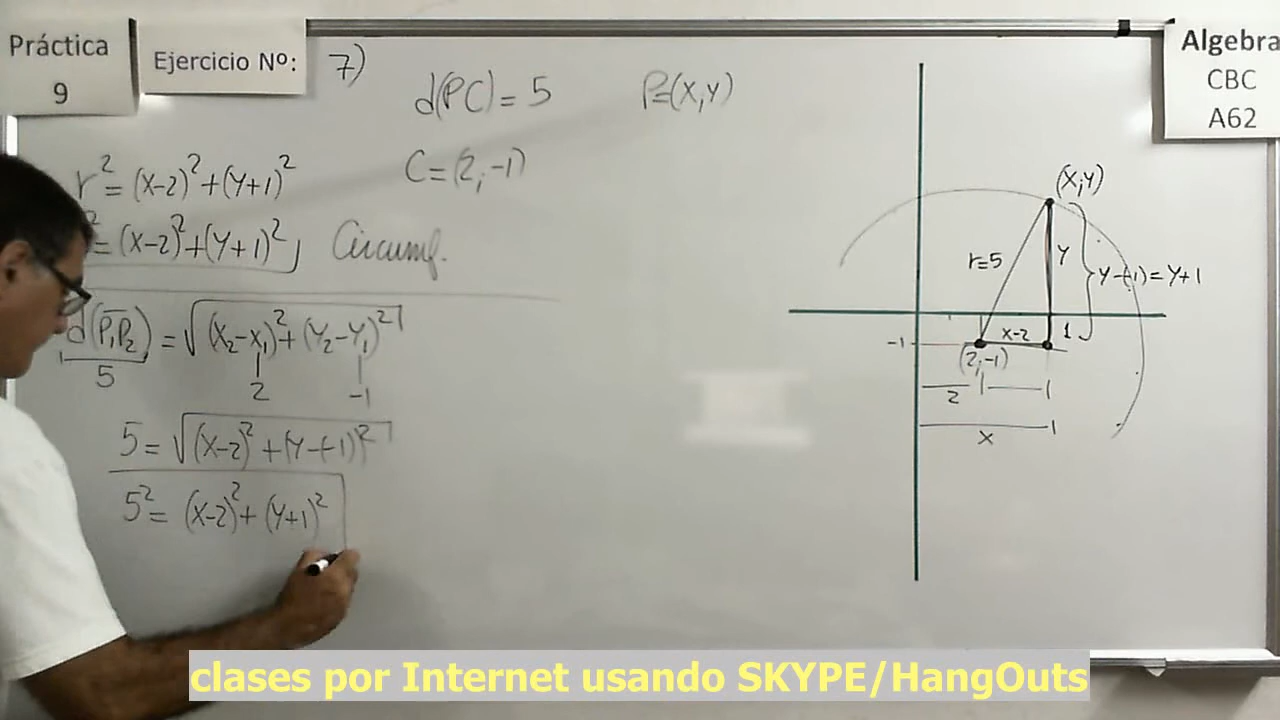 Práctica
9
Ejercicio Nº:
7)
Algebra
CBC
A62
d(PC) = 5
P=(X,Y)
C=(2,-1)
r² = (X-2)² + (Y+1)²
² = (X-2)² + (Y+1)²
Circumf.
d(P₁P₂) = √(X₂-X₁)² + (Y₂-Y₁)²
5
2
-1
5 = √(X-2)² + (Y-(-1))²
5² = (X-2)² + (Y+1)²
(X,Y)
r=5
Y
Y-(-1) = Y+1
X-2
1
-1
(2,-1)
2
X
clases por Internet usando SKYPE/HangOuts